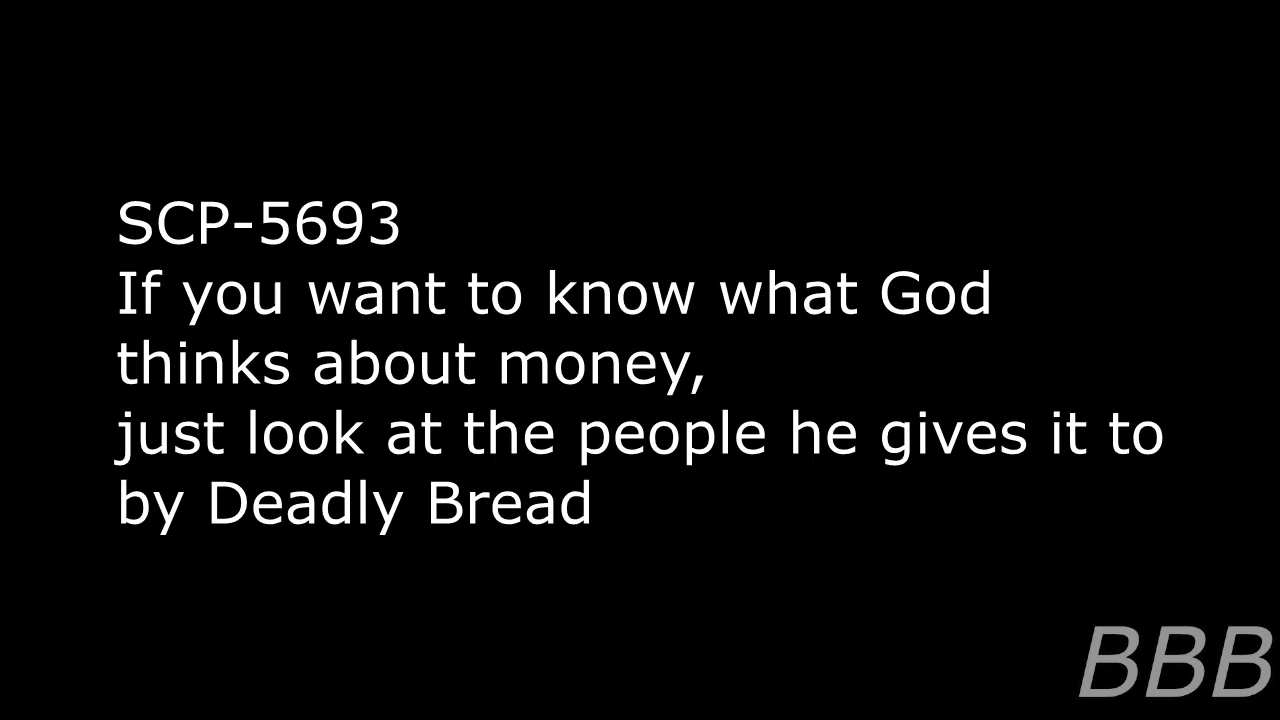 SCP-5693
If you want to know what God
thinks about money,
just look at the people he gives it to
by Deadly Bread
BBB